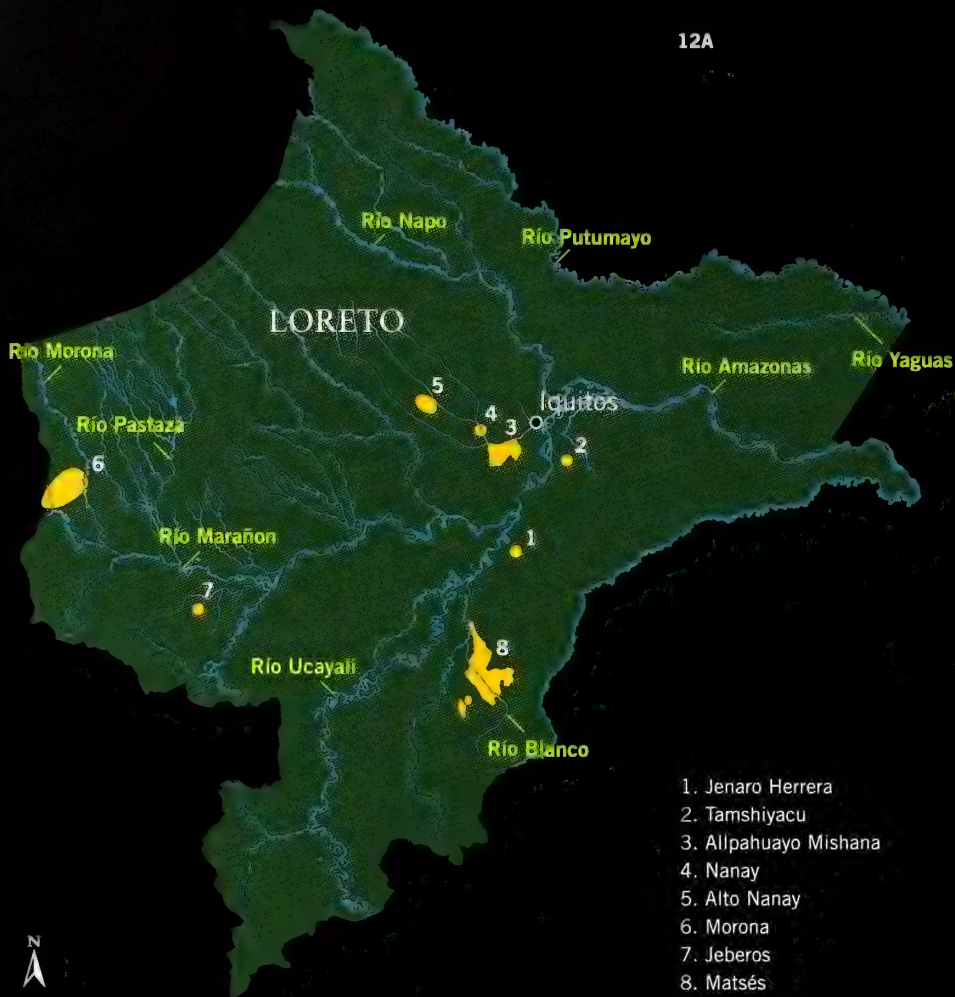 12A
Río Napo
Río Putumayo
LORETO
Río Morona
Río Yaguas
Río Amazonas
5
Iquitos
4
3
Río Pastaza
2
6
Río Marañon
1
7
8
Río Ucayali
Río Blanco
1. Jenaro Herrera
2. Tamshiyacu
3. Allpahuayo Mishana
4. Nanay
5. Alto Nanay
6. Morona
7. Jeberos
8. Matsés
N